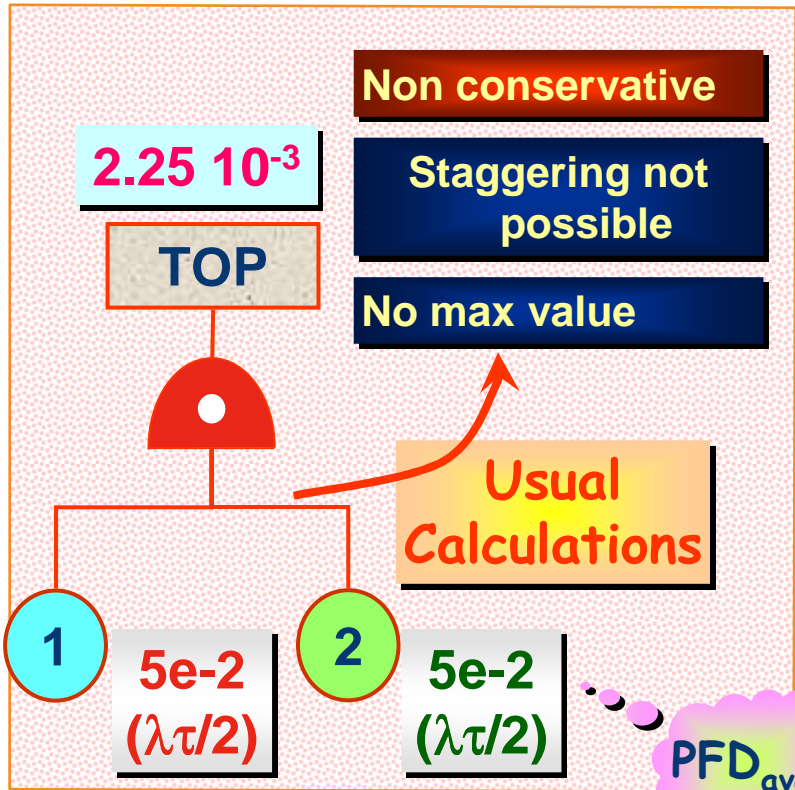 Non conservative
2.25 10⁻³
Staggering not
possible
TOP
No max value
Usual
Calculations
1
2
5e-2
(λτ/2)
5e-2
(λτ/2)
PFD_av